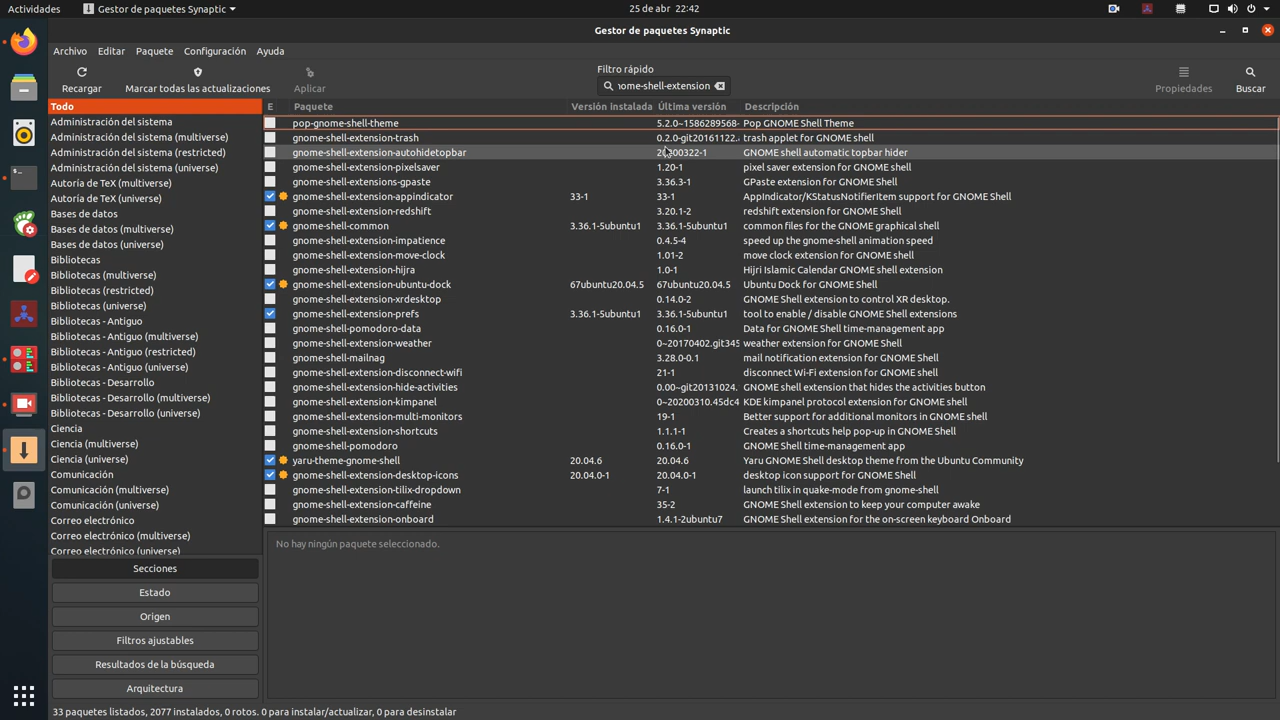 Actividades
Gestor de paquetes Synaptic
25 de abr 22:42
Gestor de paquetes Synaptic
Archivo Editar Paquete Configuración Ayuda
Filtro rápido
ome-shell-extension
Recargar Marcar todas las actualizaciones Aplicar Propiedades Buscar
Todo
Administración del sistema
Administración del sistema (multiverse)
Administración del sistema (restricted)
Administración del sistema (universe)
Autoría de TeX (multiverse)
Autoría de TeX (universe)
Bases de datos
Bases de datos (multiverse)
Bases de datos (universe)
Bibliotecas
Bibliotecas (multiverse)
Bibliotecas (restricted)
Bibliotecas (universe)
Bibliotecas - Antiguo
Bibliotecas - Antiguo (multiverse)
Bibliotecas - Antiguo (restricted)
Bibliotecas - Antiguo (universe)
Bibliotecas - Desarrollo
Bibliotecas - Desarrollo (multiverse)
Bibliotecas - Desarrollo (universe)
Ciencia
Ciencia (multiverse)
Ciencia (universe)
Comunicación
Comunicación (multiverse)
Comunicación (universe)
Correo electrónico
Correo electrónico (multiverse)
Correo electrónico (universe)
Secciones
Estado
Origen
Filtros ajustables
Resultados de la búsqueda
Arquitectura
E Paquete Versión instalada Última versión Descripción
pop-gnome-shell-theme 5.2.0~1586289568- Pop GNOME Shell Theme
gnome-shell-extension-trash 0.2.0-git20161122. trash applet for GNOME shell
gnome-shell-extension-autohidetopbar GNOME shell automatic topbar hider
gnome-shell-extension-pixelsaver 1.20-1 pixel saver extension for GNOME shell
gnome-shell-extensions-gpaste 3.36.3-1 GPaste extension for GNOME Shell
gnome-shell-extension-appindicator 33-1 33-1 AppIndicator/KStatusNotifierItem support for GNOME Shell
gnome-shell-extension-redshift 3.20.1-2 redshift extension for GNOME Shell
gnome-shell-common 3.36.1-5ubuntu1 3.36.1-5ubuntu1 common files for the GNOME graphical shell
gnome-shell-extension-impatience 0.4.5-4 speed up the gnome-shell animation speed
gnome-shell-extension-move-clock 1.01-2 move clock extension for GNOME shell
gnome-shell-extension-hijra 1.0-1 Hijri Islamic Calendar GNOME Shell extension
gnome-shell-extension-ubuntu-dock 67ubuntu20.04.5 67ubuntu20.04.5 Ubuntu Dock for GNOME Shell
gnome-shell-extension-xrdesktop 0.14.0-2 GNOME Shell extension to control XR desktop.
gnome-shell-extension-prefs 3.36.1-5ubuntu1 3.36.1-5ubuntu1 tool to enable / disable GNOME Shell extensions
gnome-shell-pomodoro-data 0.16.0-1 Data for GNOME Shell time-management app
gnome-shell-extension-weather 0~20170402.git345 weather extension for GNOME Shell
gnome-shell-mailnag 3.28.0-0.1 mail notification extension for GNOME Shell
gnome-shell-extension-disconnect-wifi 21-1 disconnect Wi-Fi extension for GNOME Shell
gnome-shell-extension-hide-activities 0.00~git20131024. GNOME shell extension that hides the activities button
gnome-shell-extension-kimpanel 0~20200310.45dc4 KDE kimpanel protocol extension for GNOME shell
gnome-shell-extension-multi-monitors 19-1 Better support for additional monitors in GNOME shell
gnome-shell-extension-shortcuts 1.1.1-1 Creates a shortcuts help pop-up in GNOME Shell
gnome-shell-pomodoro 0.16.0-1 GNOME Shell time-management app
yaru-theme-gnome-shell 20.04.6 20.04.6 Yaru GNOME Shell desktop theme from the Ubuntu Community
gnome-shell-extension-desktop-icons 20.04.0-1 20.04.0-1 desktop icon support for GNOME Shell
gnome-shell-extension-tilix-dropdown 7-1 launch tilix in quake-mode from gnome-shell
gnome-shell-extension-caffeine 35-2 GNOME Shell extension to keep your computer awake
gnome-shell-extension-onboard 1.4.1-2ubuntu7 GNOME Shell extension for the on-screen keyboard Onboard
No hay ningún paquete seleccionado.
33 paquetes listados, 2077 instalados, 0 rotos. 0 para instalar/actualizar, 0 para desinstalar